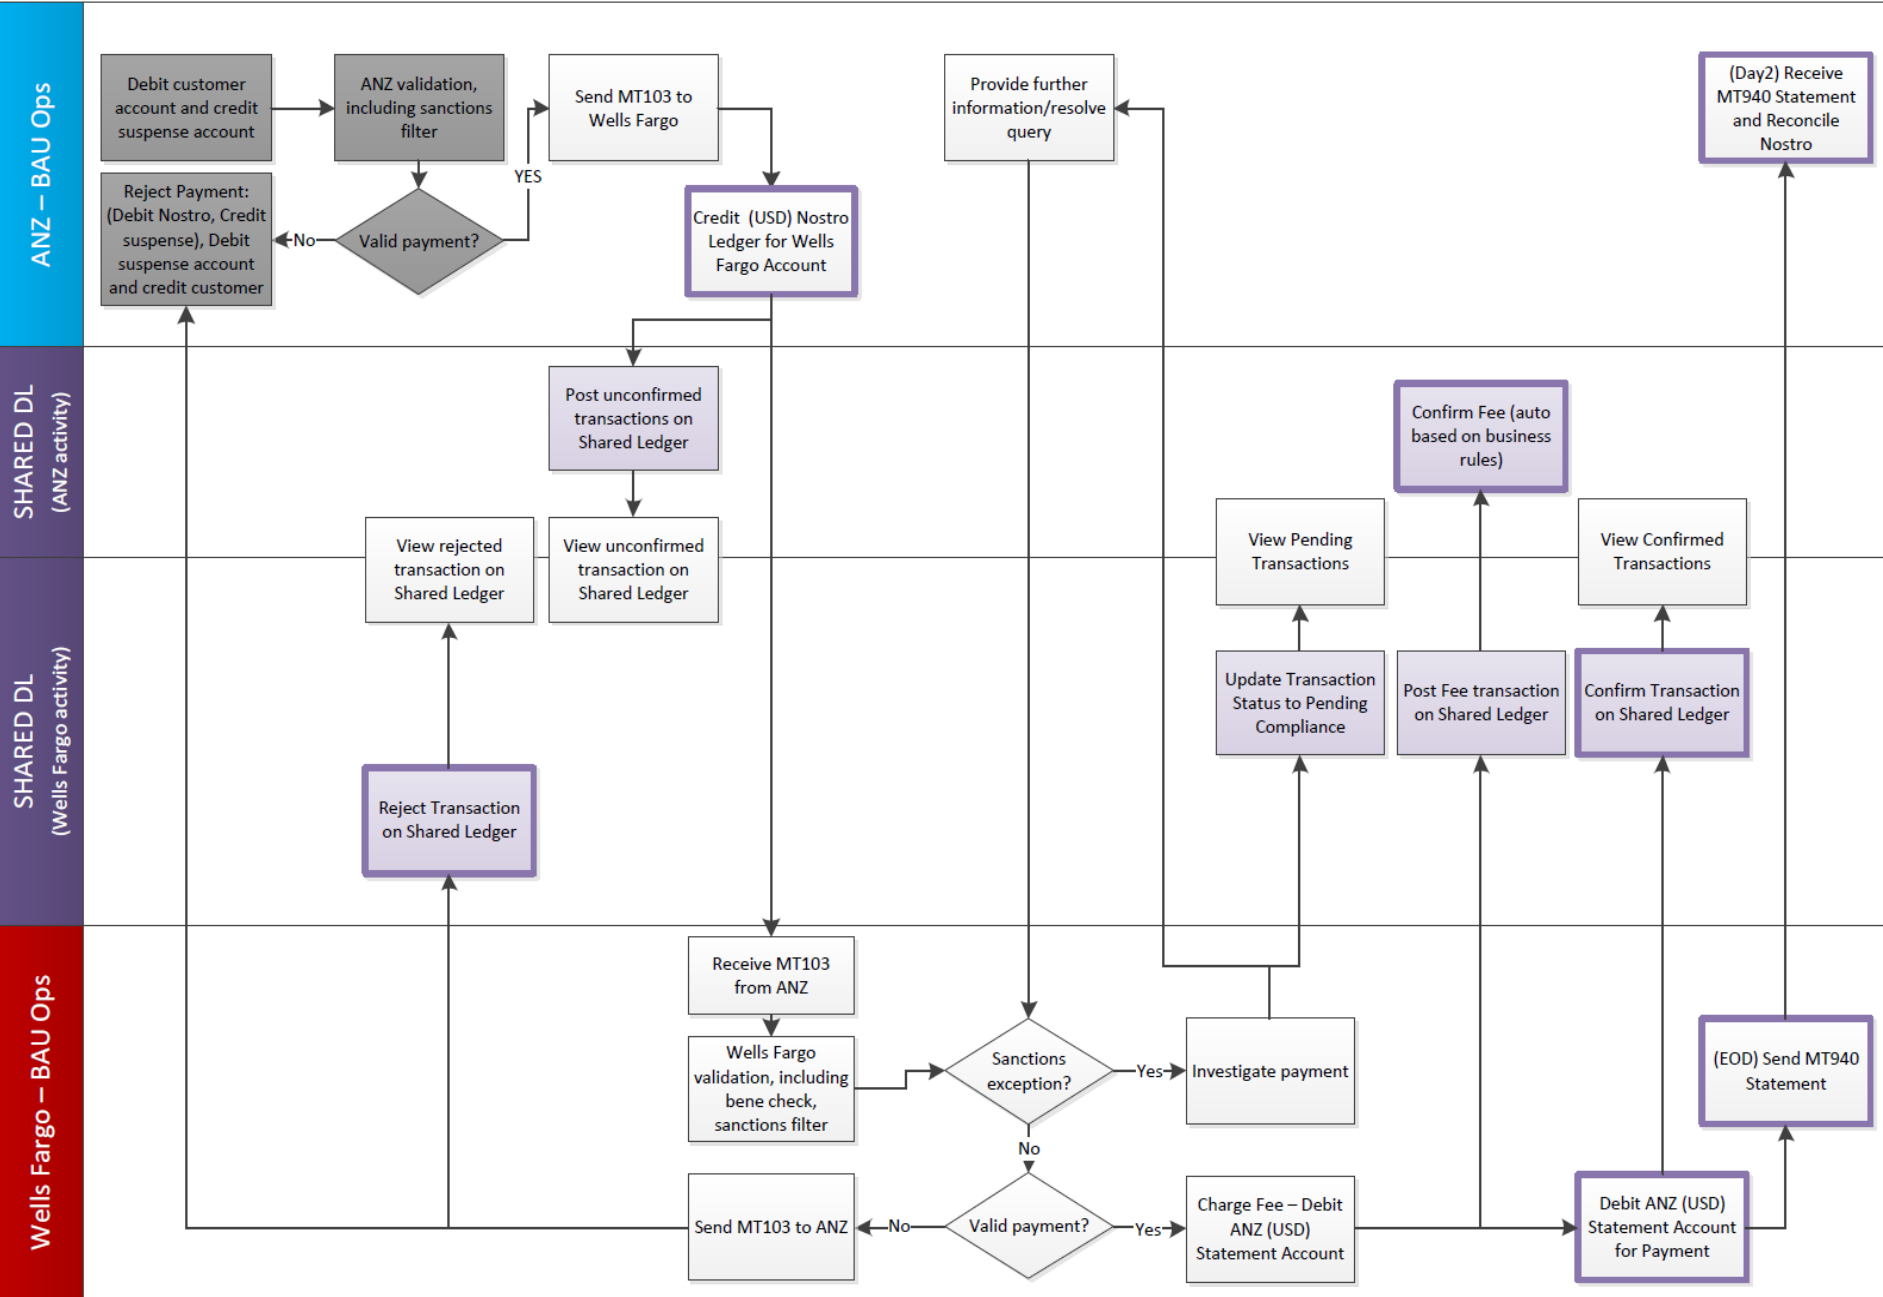 ANZ – BAU Ops
Debit customer
account and credit
suspense account
ANZ validation,
including sanctions
filter
YES
Send MT103 to
Wells Fargo
Provide further
information/resolve
query
(Day2) Receive
MT940 Statement
and Reconcile
Nostro
Reject Payment:
(Debit Nostro, Credit
suspense), Debit
suspense account
and credit customer
No
Valid payment?
Credit (USD) Nostro
Ledger for Wells
Fargo Account
SHARED DL
(ANZ activity)
Post unconfirmed
transactions on
Shared Ledger
Confirm Fee (auto
based on business
rules)
View rejected
transaction on
Shared Ledger
View unconfirmed
transaction on
Shared Ledger
View Pending
Transactions
View Confirmed
Transactions
SHARED DL
(Wells Fargo activity)
Update Transaction
Status to Pending
Compliance
Post Fee transaction
on Shared Ledger
Confirm Transaction
on Shared Ledger
Reject Transaction
on Shared Ledger
Wells Fargo – BAU Ops
Receive MT103
from ANZ
Wells Fargo
validation, including
bene check,
sanctions filter
Sanctions
exception?
Yes
Investigate payment
(EOD) Send MT940
Statement
No
Send MT103 to ANZ
No
Valid payment?
Yes
Charge Fee – Debit
ANZ (USD)
Statement Account
Debit ANZ (USD)
Statement Account
for Payment